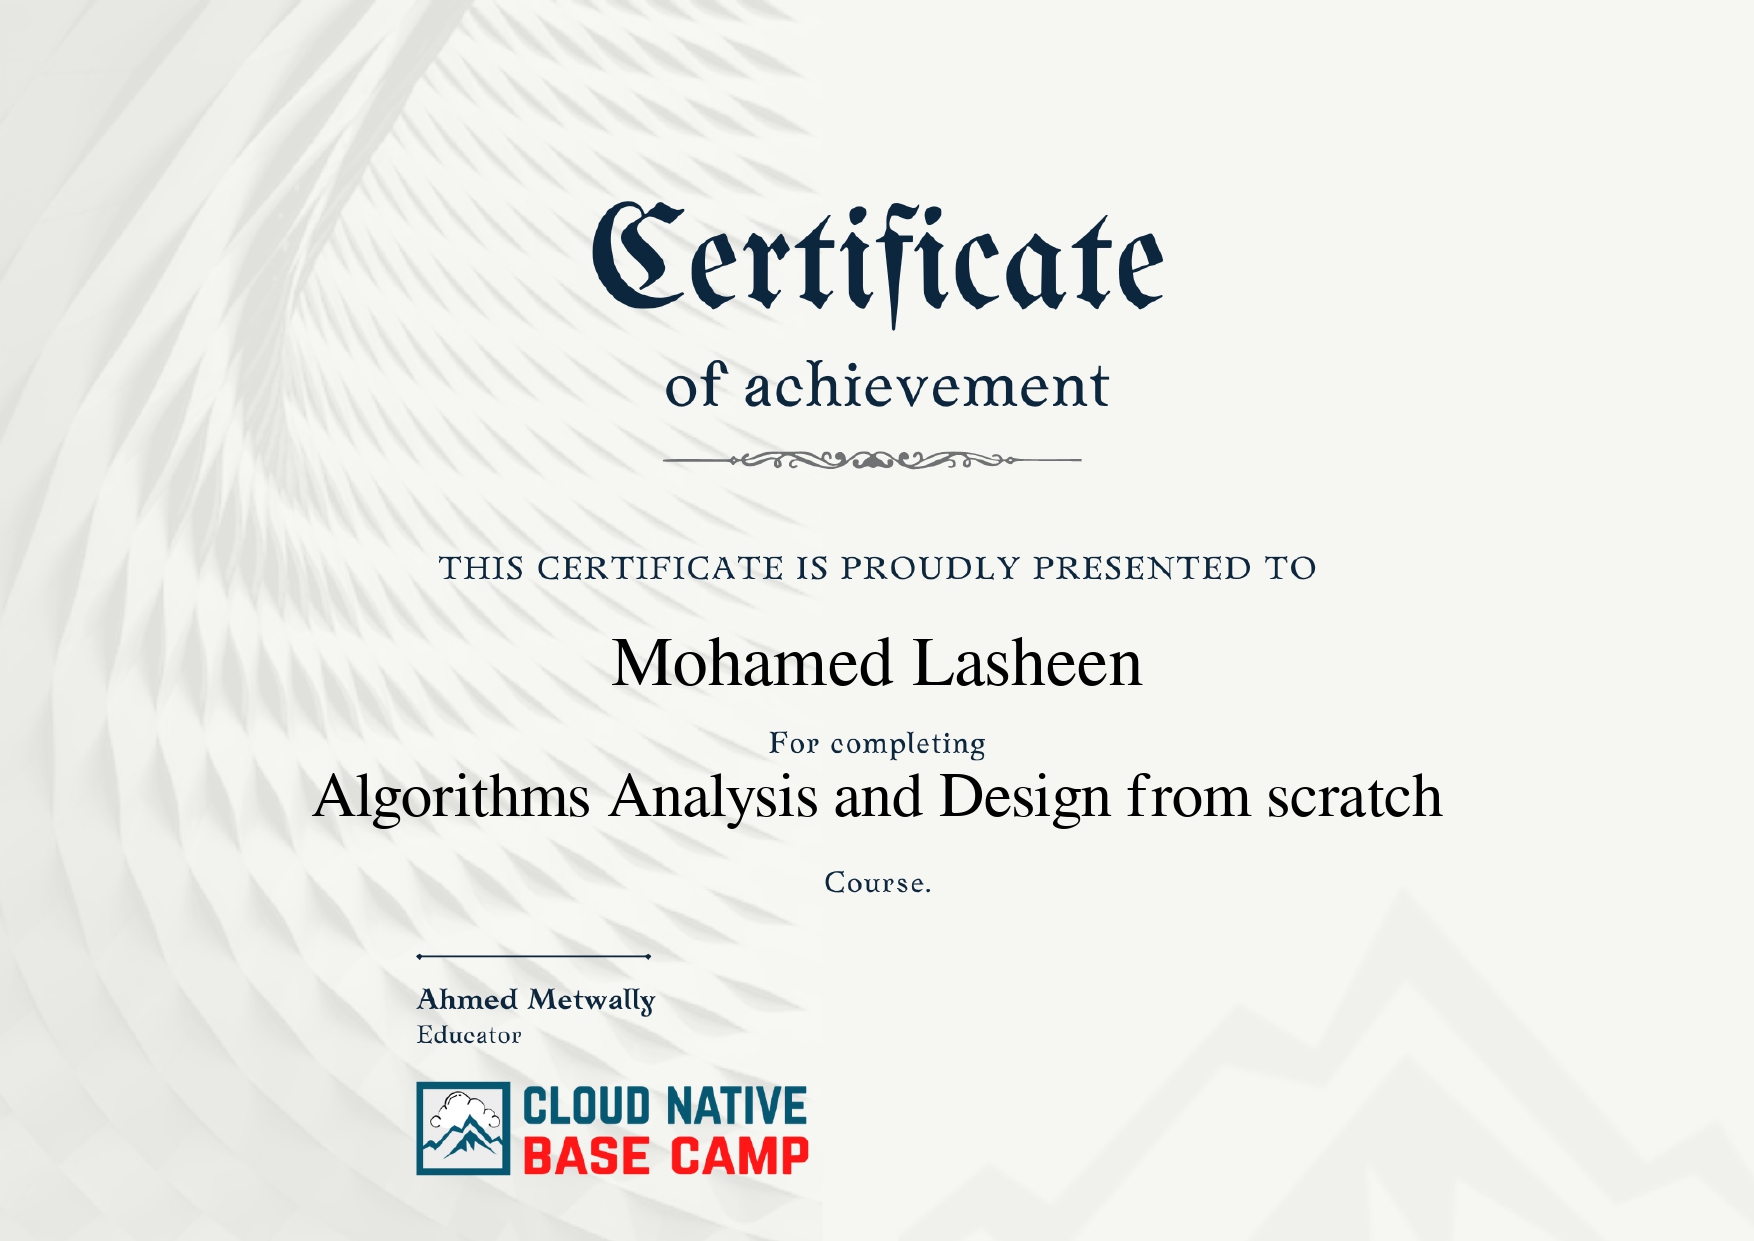 Certificate
of achievement
THIS CERTIFICATE IS PROUDLY PRESENTED TO
Mohamed Lasheen
For completing
Algorithms Analysis and Design from scratch
Course.
Ahmed Metwally
Educator
CLOUD NATIVE
BASE CAMP